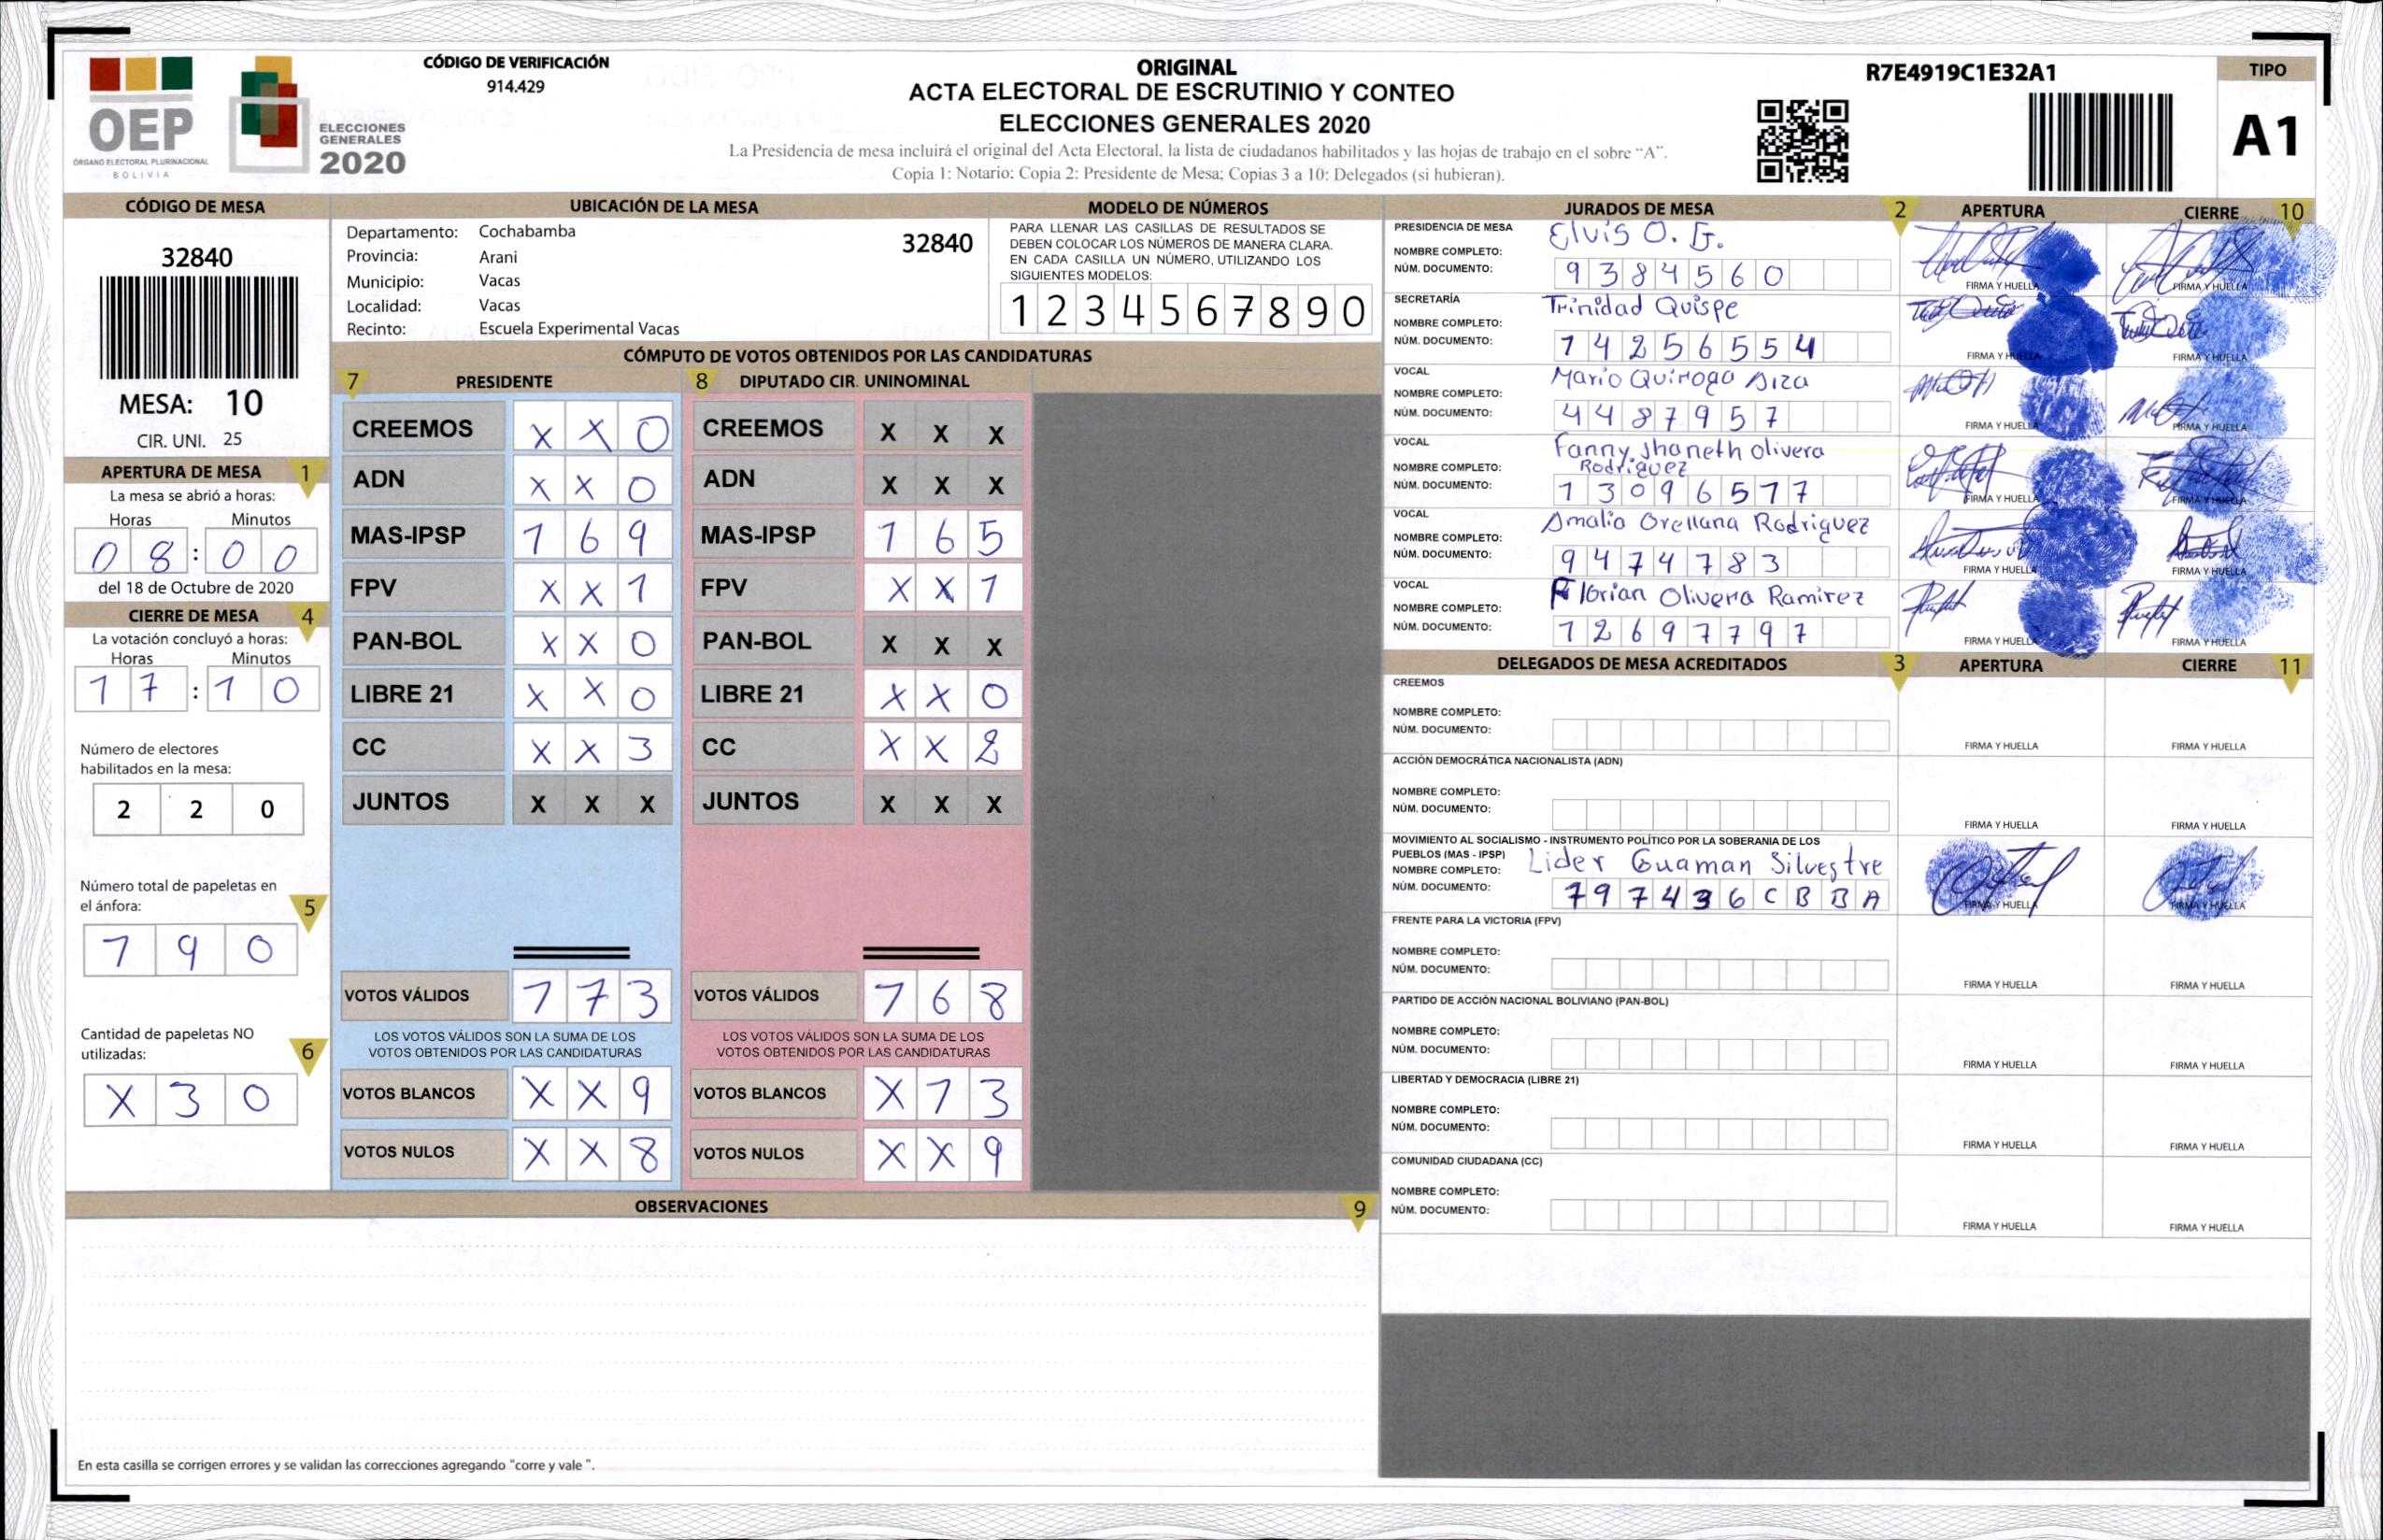 OEP
ÓRGANO ELECTORAL PLURINACIONAL
BOLIVIA
ELECCIONES
GENERALES
2020
CÓDIGO DE VERIFICACIÓN
914.429
ORIGINAL
ACTA ELECTORAL DE ESCRUTINIO Y CONTEO
ELECCIONES GENERALES 2020
La Presidencia de mesa incluirá el original del Acta Electoral, la lista de ciudadanos habilitados y las hojas de trabajo en el sobre "A".
Copia 1: Notario; Copia 2: Presidente de Mesa; Copias 3 a 10: Delegados (si hubieran).
R7E4919C1E32A1
TIPO
A1
CÓDIGO DE MESA
32840
MESA: 10
CIR. UNI. 25
APERTURA DE MESA 1
La mesa se abrió a horas:
Horas Minutos
08:00
del 18 de Octubre de 2020
CIERRE DE MESA 4
La votación concluyó a horas:
Horas Minutos
17:10
Número de electores
habilitados en la mesa:
2 2 0
Número total de papeletas en
el ánfora: 5
1 9 0
Cantidad de papeletas NO
utilizadas: 6
X 3 0
UBICACIÓN DE LA MESA
Departamento: Cochabamba
32840
Provincia: Arani
Municipio: Vacas
Localidad: Vacas
Recinto: Escuela Experimental Vacas
MODELO DE NÚMEROS
PARA LLENAR LAS CASILLAS DE RESULTADOS SE
DEBEN COLOCAR LOS NÚMEROS DE MANERA CLARA.
EN CADA CASILLA UN NÚMERO, UTILIZANDO LOS
SIGUIENTES MODELOS:
1 2 3 4 5 6 7 8 9 0
CÓMPUTO DE VOTOS OBTENIDOS POR LAS CANDIDATURAS
7 PRESIDENTE
CREEMOS X X 0
ADN X X 0
MAS-IPSP 1 6 9
FPV X X 1
PAN-BOL X X 0
LIBRE 21 X X 0
CC X X 3
JUNTOS X X X
VOTOS VÁLIDOS 1 7 3
LOS VOTOS VÁLIDOS SON LA SUMA DE LOS
VOTOS OBTENIDOS POR LAS CANDIDATURAS
VOTOS BLANCOS X X 9
VOTOS NULOS X X 8
8 DIPUTADO CIR. UNINOMINAL
CREEMOS X X X
ADN X X X
MAS-IPSP 1 6 5
FPV X X 1
PAN-BOL X X X
LIBRE 21 X X 0
CC X X 2
JUNTOS X X X
VOTOS VÁLIDOS 1 6 8
LOS VOTOS VÁLIDOS SON LA SUMA DE LOS
VOTOS OBTENIDOS POR LAS CANDIDATURAS
VOTOS BLANCOS X 1 3
VOTOS NULOS X X 9
OBSERVACIONES 9
En esta casilla se corrigen errores y se validan las correcciones agregando "corre y vale ".
JURADOS DE MESA 2 APERTURA CIERRE 10
PRESIDENCIA DE MESA
NOMBRE COMPLETO: Elvis O.
NÚM. DOCUMENTO: 9384560
FIRMA Y HUELLA FIRMA Y HUELLA
SECRETARÍA
NOMBRE COMPLETO: Trinidad Quispe
NÚM. DOCUMENTO: 14256554
FIRMA Y HUELLA FIRMA Y HUELLA
VOCAL
NOMBRE COMPLETO: Mario Quiroga
NÚM. DOCUMENTO: 4487957
FIRMA Y HUELLA FIRMA Y HUELLA
VOCAL
NOMBRE COMPLETO: Fanny Jhaneth Olivera
Rodriguez
NÚM. DOCUMENTO: 13096517
FIRMA Y HUELLA FIRMA Y HUELLA
VOCAL
NOMBRE COMPLETO: Amalia Orellana Rodriguez
NÚM. DOCUMENTO: 9474783
FIRMA Y HUELLA FIRMA Y HUELLA
VOCAL
NOMBRE COMPLETO: Florian Olivera Ramirez
NÚM. DOCUMENTO: 12697797
FIRMA Y HUELLA FIRMA Y HUELLA
DELEGADOS DE MESA ACREDITADOS 3 APERTURA CIERRE 11
CREEMOS
NOMBRE COMPLETO:
NÚM. DOCUMENTO:
FIRMA Y HUELLA FIRMA Y HUELLA
ACCIÓN DEMOCRÁTICA NACIONALISTA (ADN)
NOMBRE COMPLETO:
NÚM. DOCUMENTO:
FIRMA Y HUELLA FIRMA Y HUELLA
MOVIMIENTO AL SOCIALISMO - INSTRUMENTO POLÍTICO POR LA SOBERANIA DE LOS
PUEBLOS (MAS - IPSP)
NOMBRE COMPLETO: Lider Guaman Silvestre
NÚM. DOCUMENTO: 797436CBBA
FIRMA Y HUELLA FIRMA Y HUELLA
FRENTE PARA LA VICTORIA (FPV)
NOMBRE COMPLETO:
NÚM. DOCUMENTO:
FIRMA Y HUELLA FIRMA Y HUELLA
PARTIDO DE ACCIÓN NACIONAL BOLIVIANO (PAN-BOL)
NOMBRE COMPLETO:
NÚM. DOCUMENTO:
FIRMA Y HUELLA FIRMA Y HUELLA
LIBERTAD Y DEMOCRACIA (LIBRE 21)
NOMBRE COMPLETO:
NÚM. DOCUMENTO:
FIRMA Y HUELLA FIRMA Y HUELLA
COMUNIDAD CIUDADANA (CC)
NOMBRE COMPLETO:
NÚM. DOCUMENTO:
FIRMA Y HUELLA FIRMA Y HUELLA